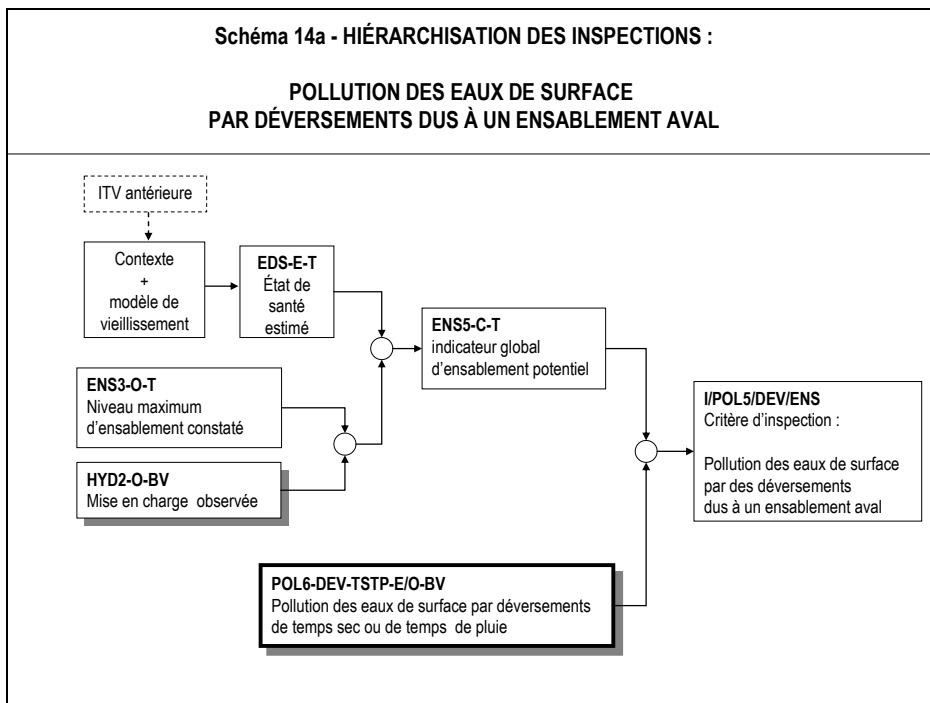 Schéma 14a - HIÉRARCHISATION DES INSPECTIONS :
POLLUTION DES EAUX DE SURFACE
PAR DÉVERSEMENTS DUS À UN ENSABLEMENT AVAL
ITV antérieure
Contexte
+
modèle de
vieillissement
EDS-E-T
État de
santé
estimé
ENS5-C-T
indicateur global
d'ensablement potentiel
ENS3-O-T
Niveau maximum
d'ensablement constaté
HYD2-O-BV
Mise en charge observée
I/POL5/DEV/ENS
Critère d'inspection :
Pollution des eaux de surface
par des déversements
dus à un ensablement aval
POL6-DEV-TSTP-E/O-BV
Pollution des eaux de surface par déversements
de temps sec ou de temps de pluie